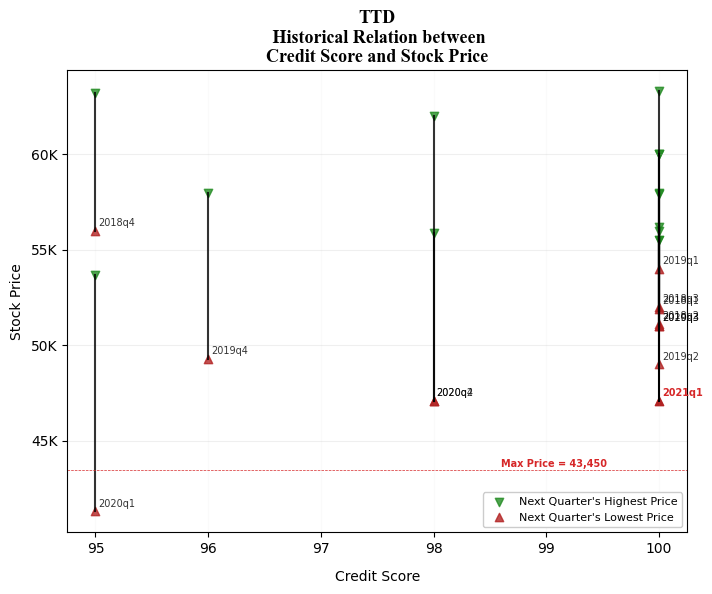 TTD
Historical Relation between
Credit Score and Stock Price
Stock Price
60K
55K
50K
45K
2018q4
2019q1
2019q4
2019q2
2021q1
2020q1
Max Price = 43,450
Next Quarter's Highest Price
Next Quarter's Lowest Price
95
96
97
98
99
100
Credit Score